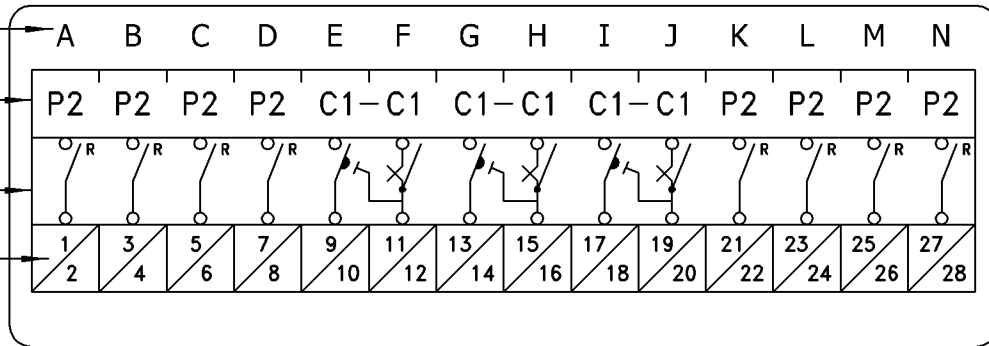 A B C D E F G H I J K L M N
P2 P2 P2 P2 C1-C1 C1-C1 C1-C1 P2 P2 P2 P2
R R R R R R R R
1 3 5 7 9 11 13 15 17 19 21 23 25 27
2 4 6 8 10 12 14 16 18 20 22 24 26 28